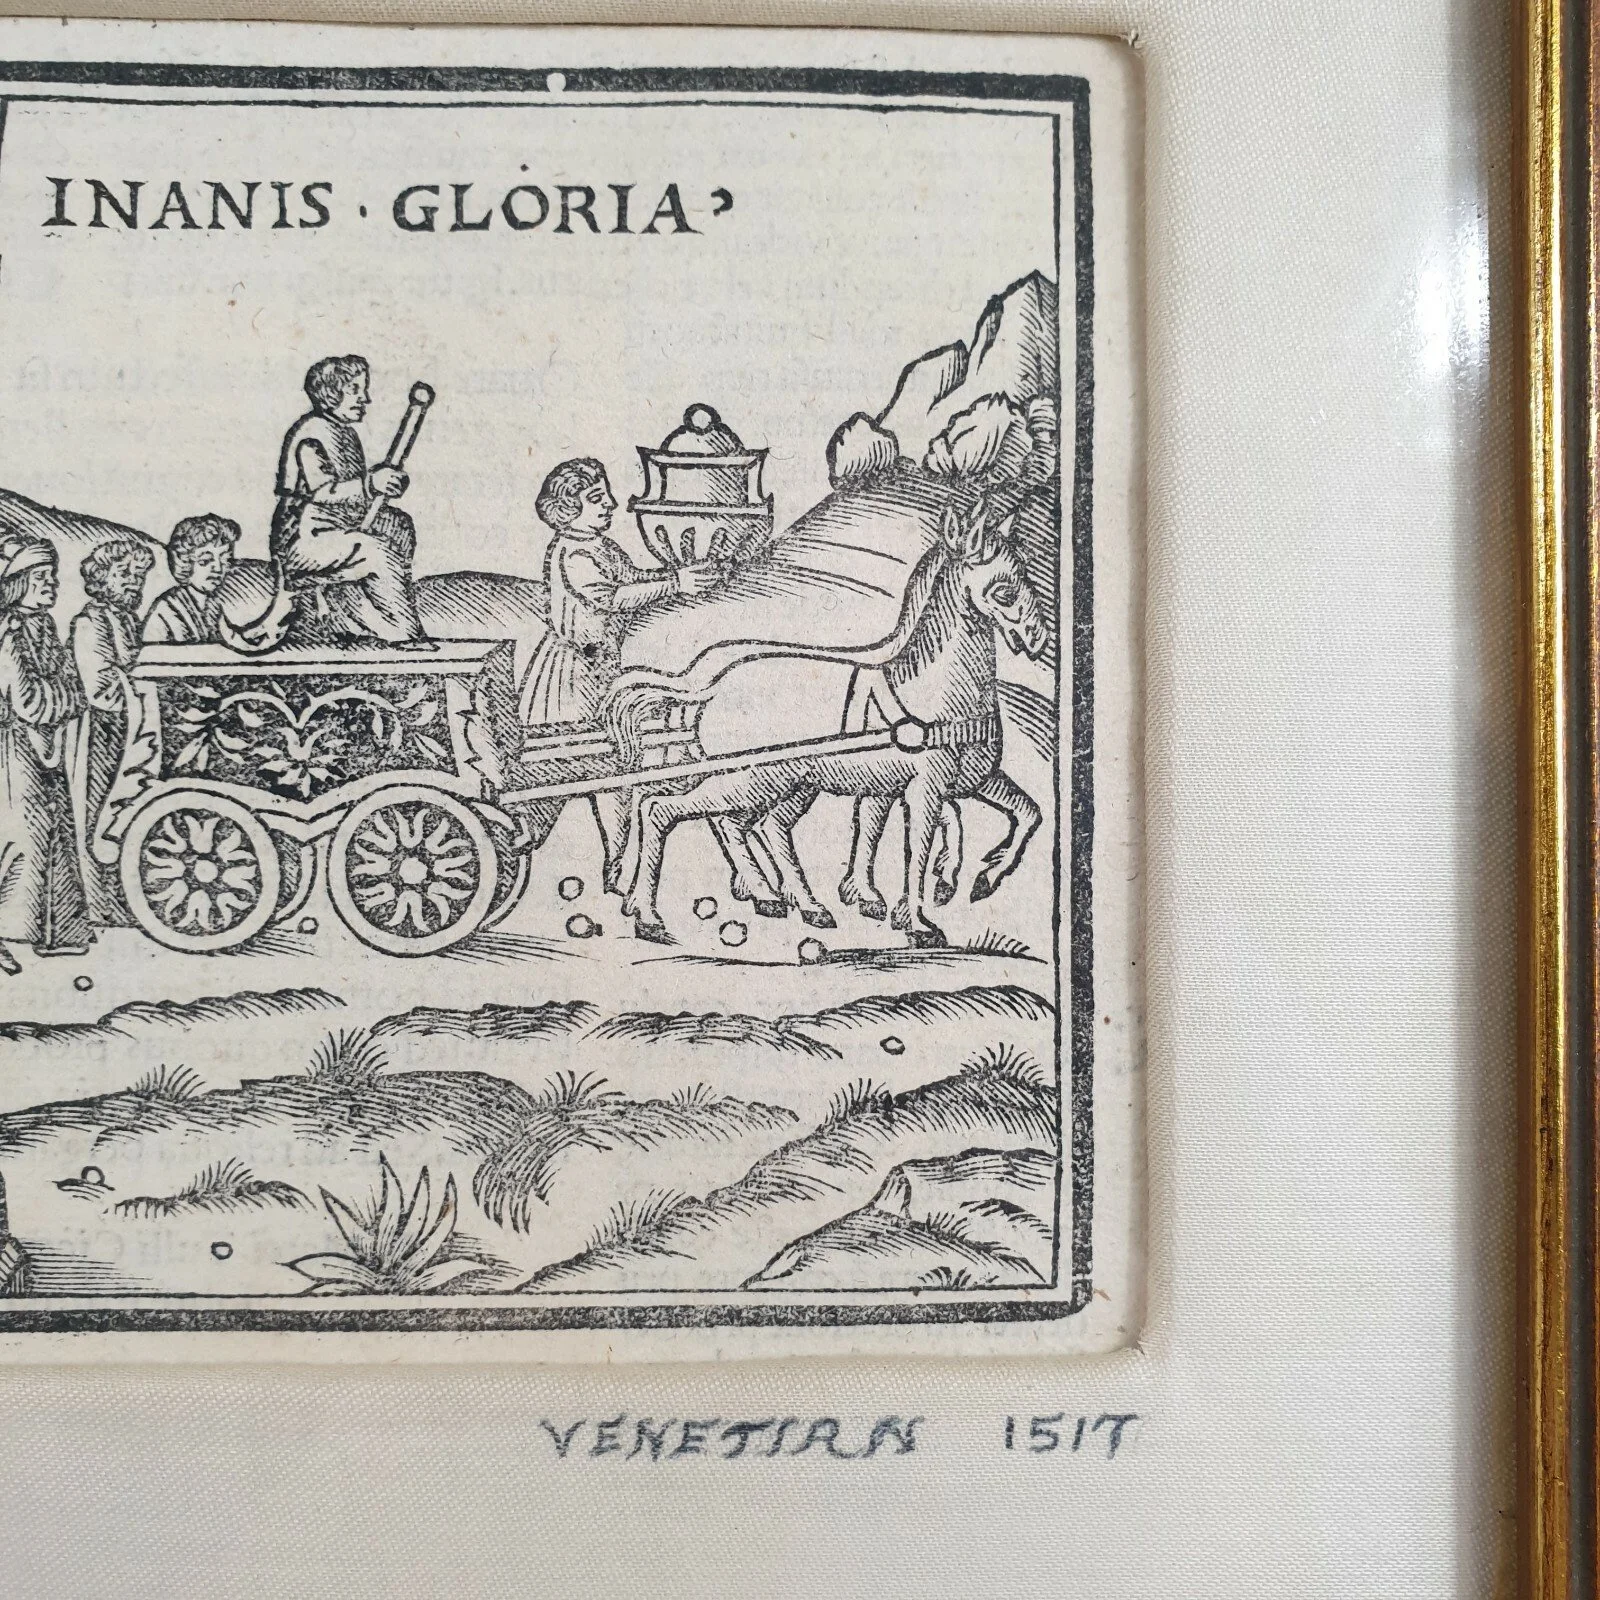 INANIS · GLORIA
VENETIAN 1517